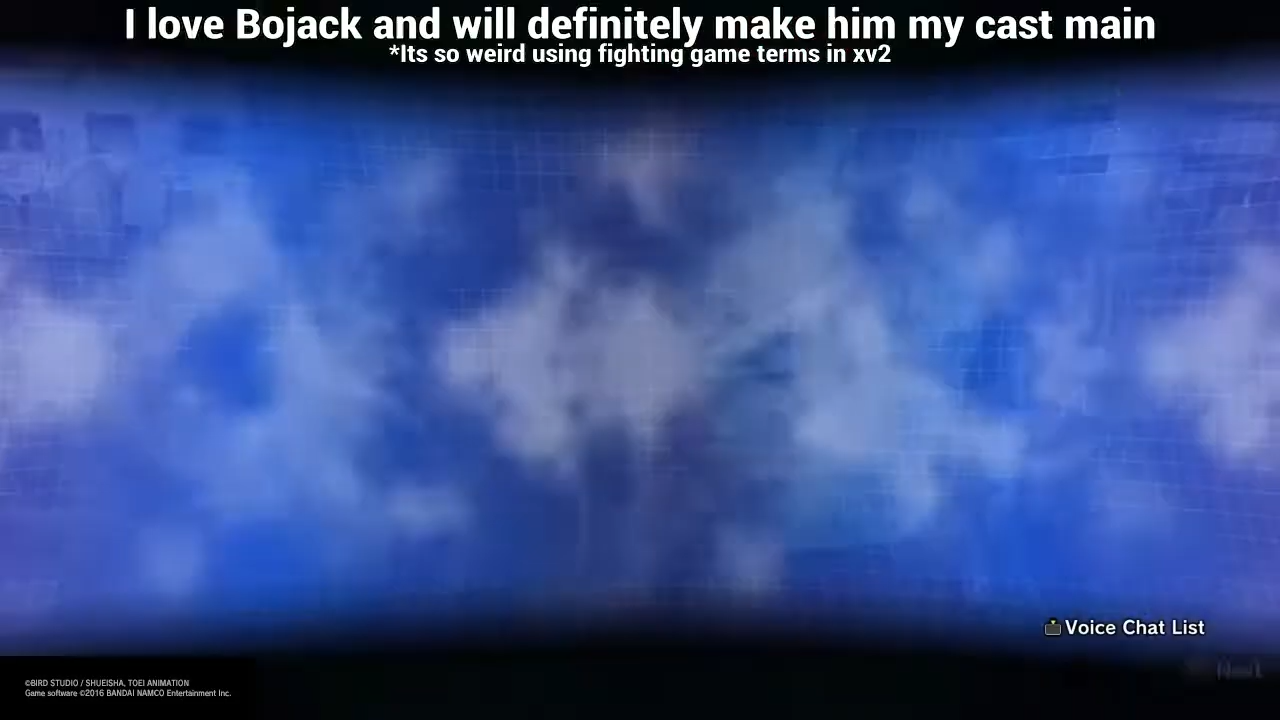 I love Bojack and will definitely make him my cast main
*Its so weird using fighting game terms in xv2
Voice Chat List
©BIRD STUDIO / SHUEISHA, TOEI ANIMATION
Game software ©2016 BANDAI NAMCO Entertainment Inc.